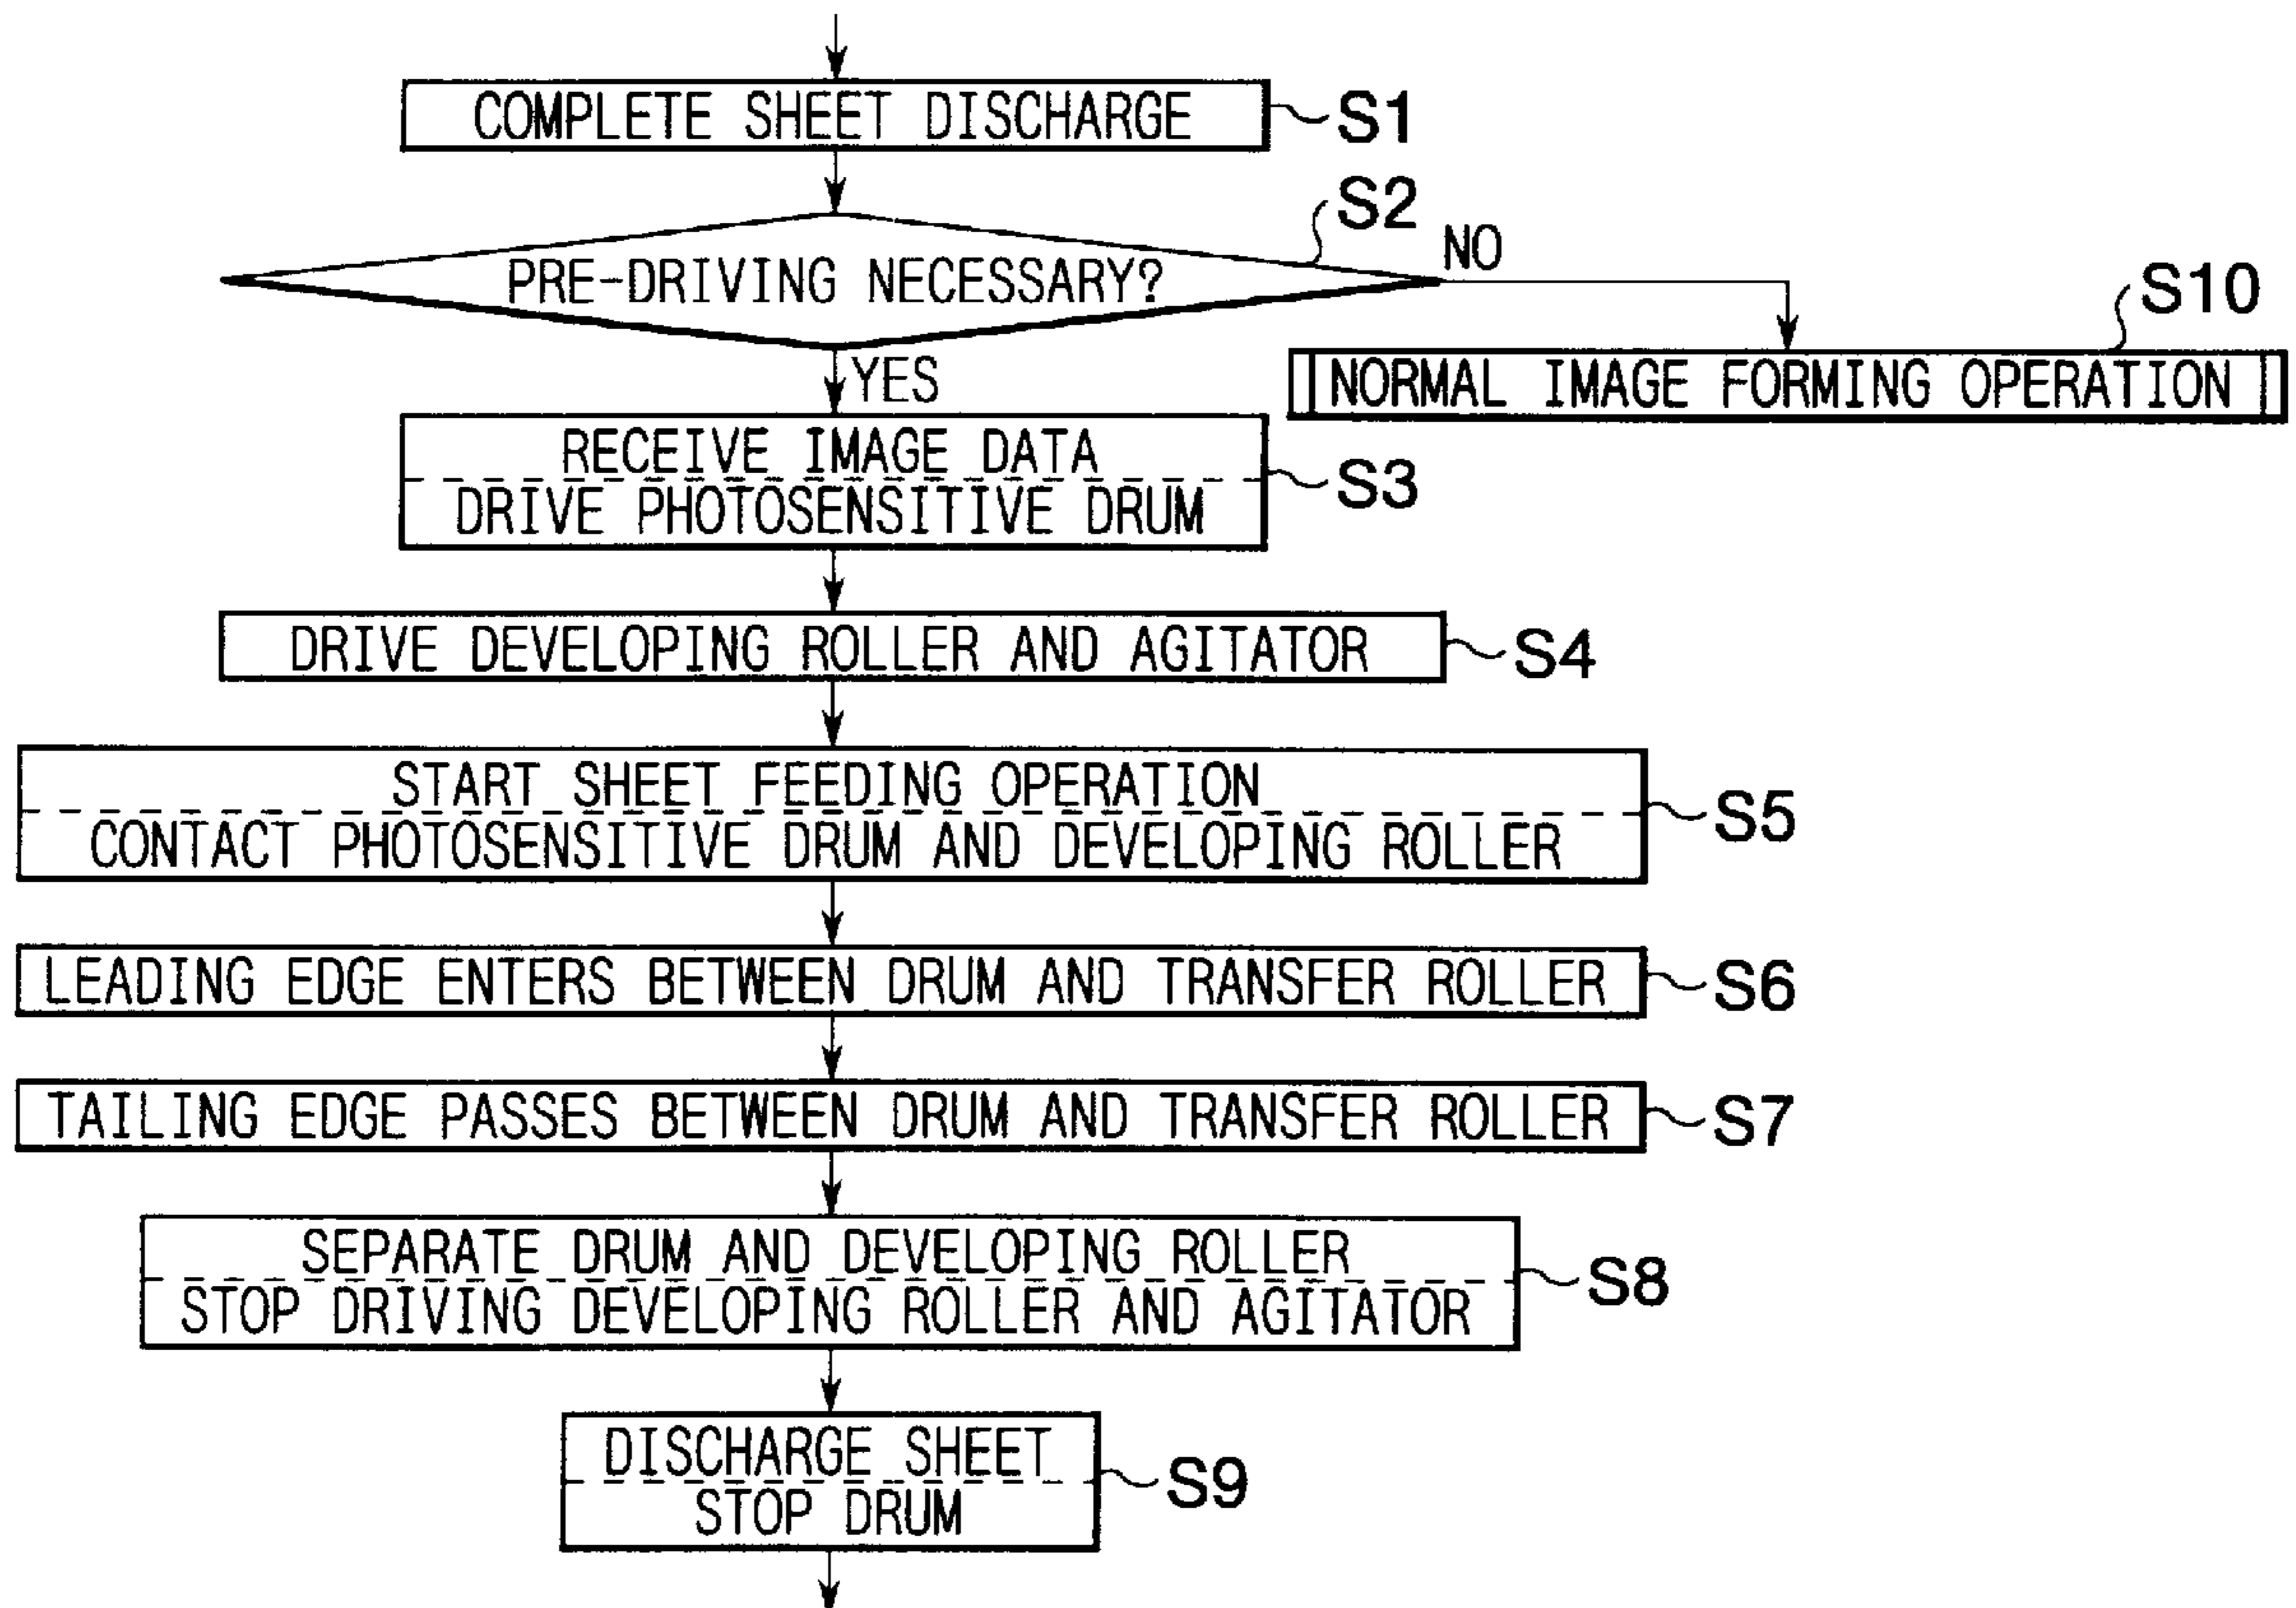 COMPLETE SHEET DISCHARGE
S1
S2
PRE-DRIVING NECESSARY?
NO
S10
YES
NORMAL IMAGE FORMING OPERATION
RECEIVE IMAGE DATA
DRIVE PHOTOSENSITIVE DRUM
S3
DRIVE DEVELOPING ROLLER AND AGITATOR
S4
START SHEET FEEDING OPERATION
CONTACT PHOTOSENSITIVE DRUM AND DEVELOPING ROLLER
S5
LEADING EDGE ENTERS BETWEEN DRUM AND TRANSFER ROLLER
S6
TAILING EDGE PASSES BETWEEN DRUM AND TRANSFER ROLLER
S7
SEPARATE DRUM AND DEVELOPING ROLLER
STOP DRIVING DEVELOPING ROLLER AND AGITATOR
S8
DISCHARGE SHEET
STOP DRUM
S9